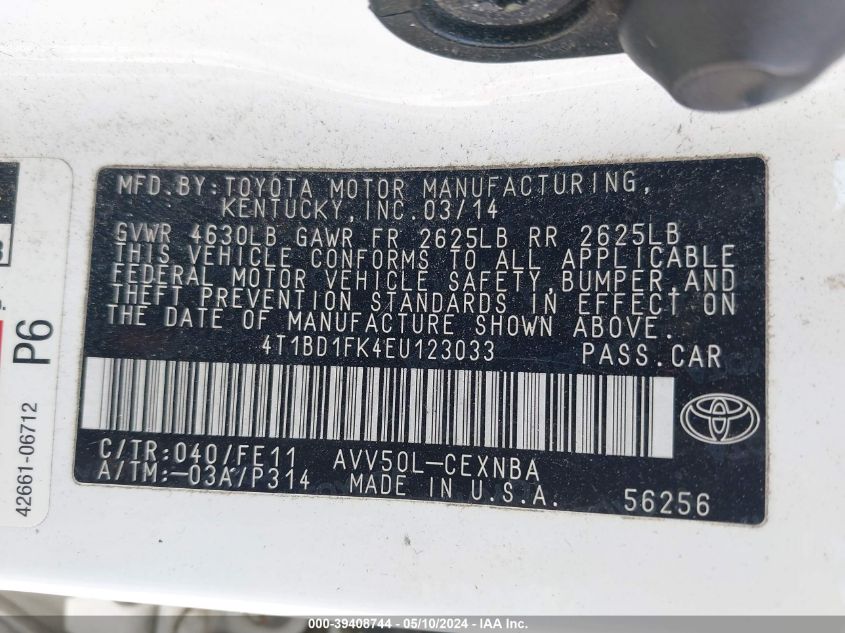 MFD.BY:TOYOTA MOTOR MANUFACTURING,
KENTUCKY,INC.03/14
GVWR 4630LB GAWR FR 2625LB RR 2625LB
THIS VEHICLE CONFORMS TO ALL APPLICABLE
FEDERAL MOTOR VEHICLE SAFETY,BUMPER,AND
THEFT PREVENTION STANDARDS IN EFFECT ON
THE DATE OF MANUFACTURE SHOWN ABOVE.
4T1BD1FK4EU123033 PASS.CAR
C/TR:040/FE11 AVV50L-CEXNBA
A/TM:-03A/P314 MADE IN U.S.A. 56256
P6
42661-06712
000-39408744 - 05/10/2024 - IAA Inc.